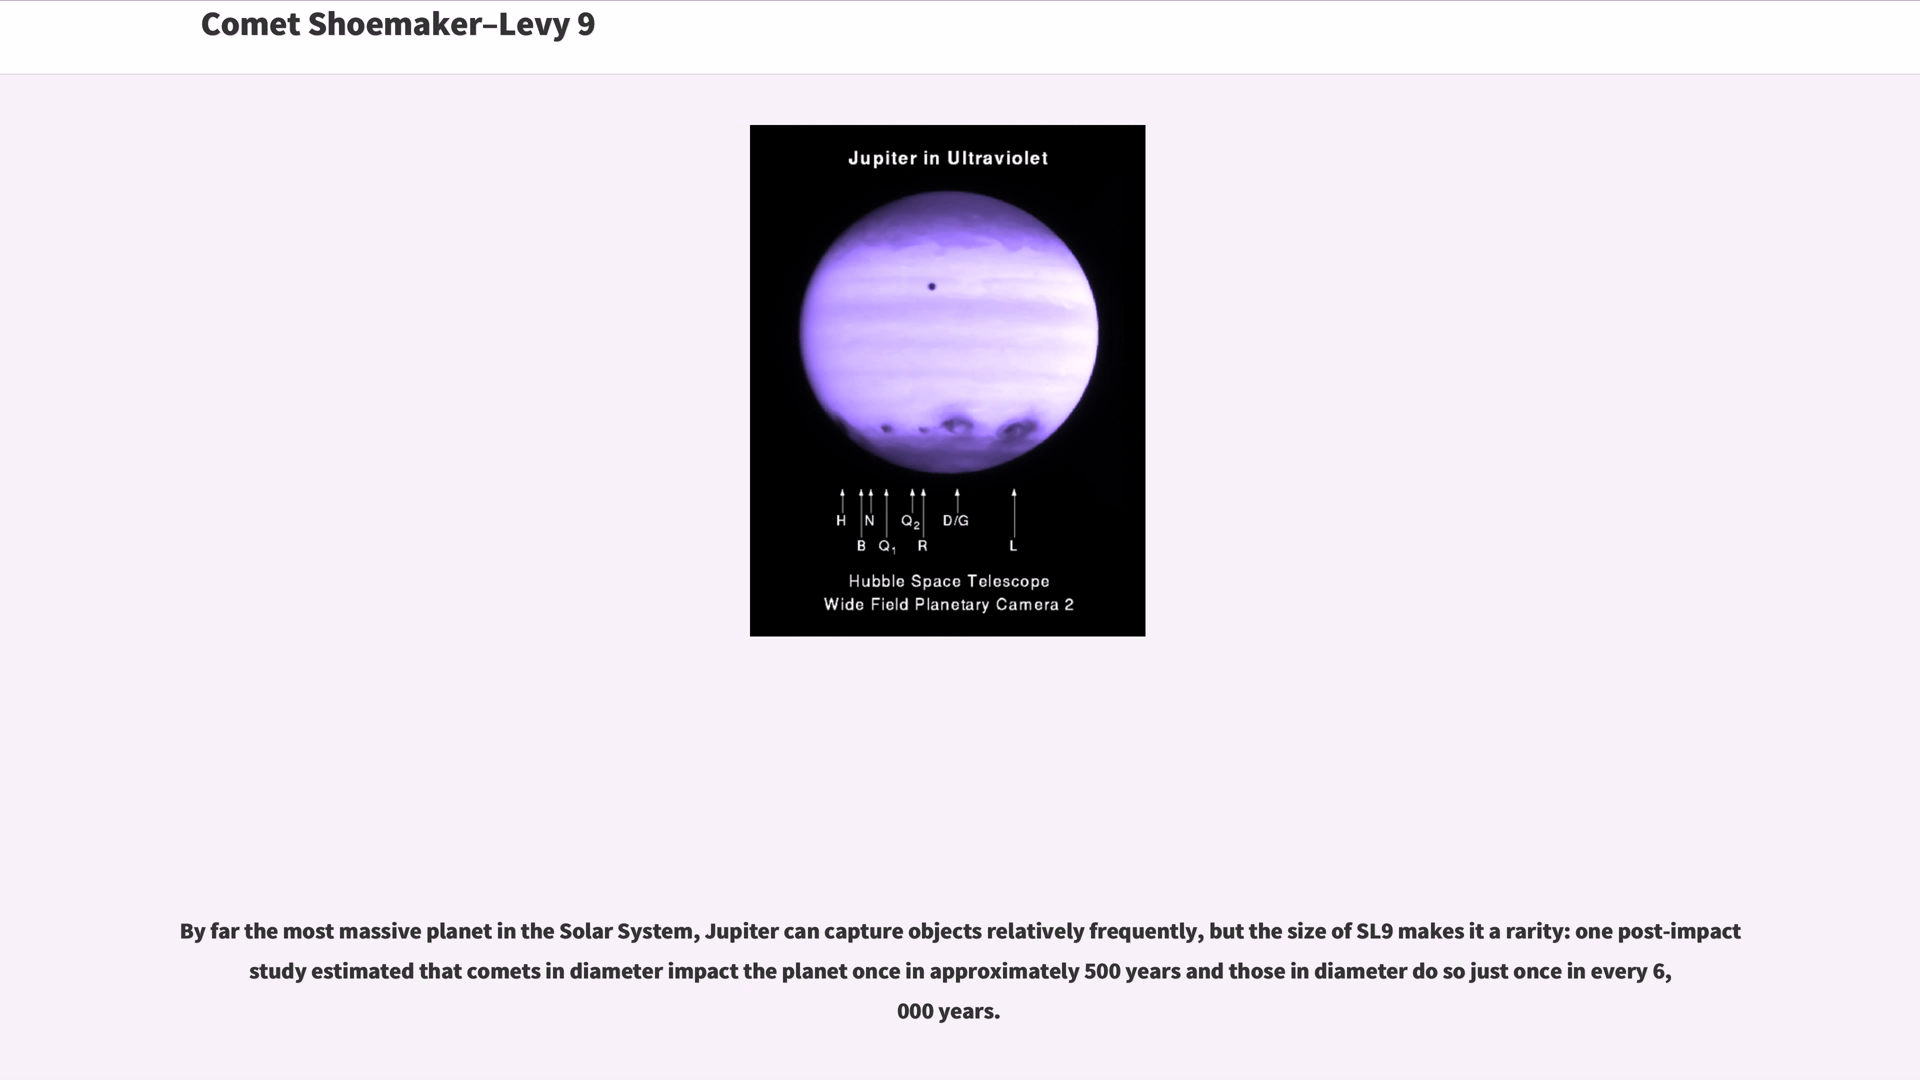 Comet Shoemaker–Levy 9
Jupiter in Ultraviolet
H N Q2 D/G
B Q1 R L
Hubble Space Telescope
Wide Field Planetary Camera 2
By far the most massive planet in the Solar System, Jupiter can capture objects relatively frequently, but the size of SL9 makes it a rarity: one post-impact
study estimated that comets in diameter impact the planet once in approximately 500 years and those in diameter do so just once in every 6,
000 years.